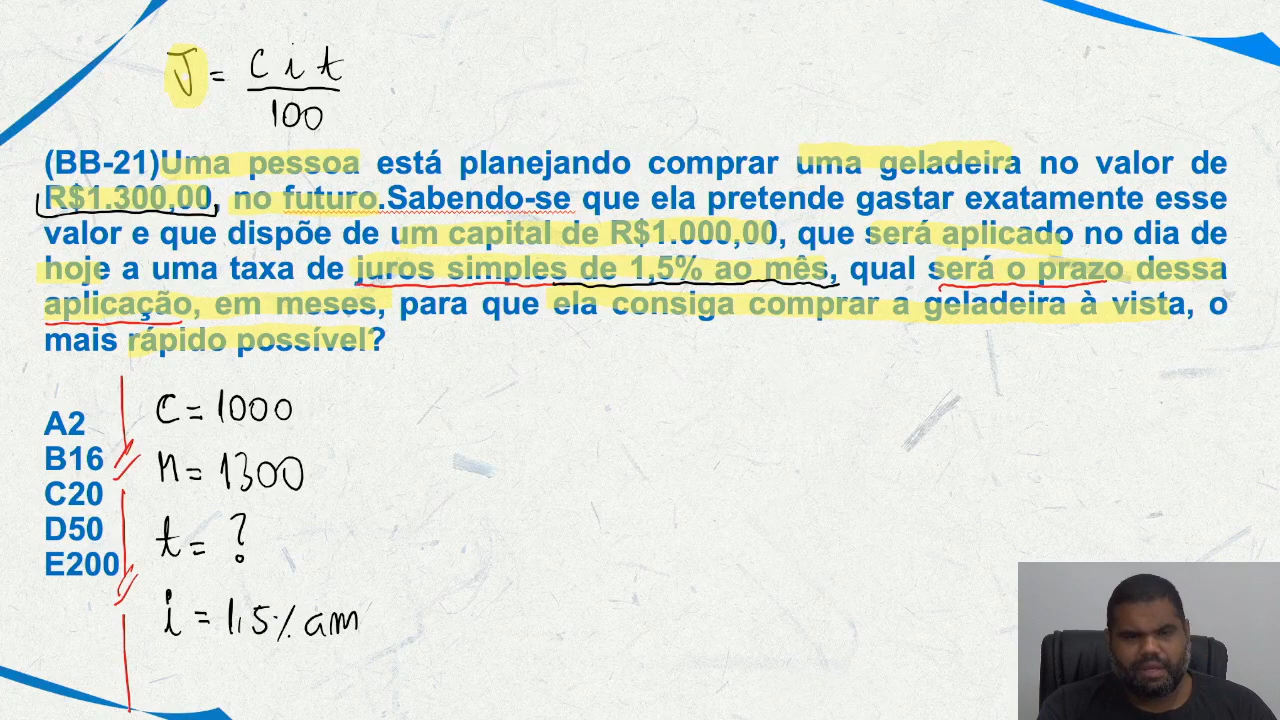 J = c i t
100
(BB-21)Uma pessoa está planejando comprar uma geladeira no valor de
R$1.300,00, no futuro.Sabendo-se que ela pretende gastar exatamente esse
valor e que dispõe de um capital de R$1.000,00, que será aplicado no dia de
hoje a uma taxa de juros simples de 1,5% ao mês, qual será o prazo dessa
aplicação, em meses, para que ela consiga comprar a geladeira à vista, o
mais rápido possível?
A2
B16
C20
D50
E200
C = 1000
M = 1300
t = ?
i = 1,5% am